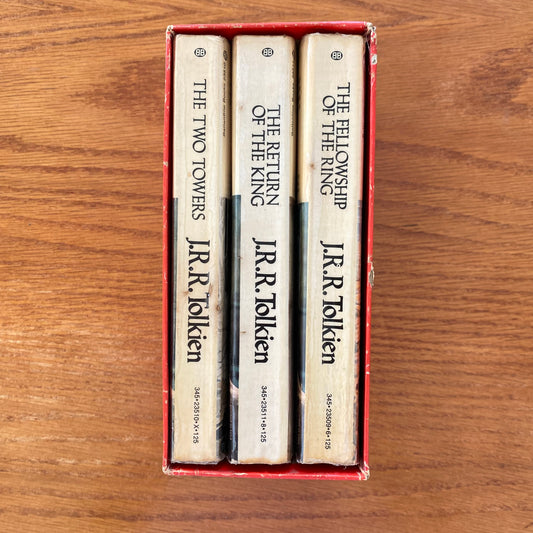 BB
THE TWO TOWERS
J.R.R. Tolkien
345•23510•X•125
BB
THE RETURN
OF THE KING
J.R.R. Tolkien
345•23511•8•125
BB
THE FELLOWSHIP
OF THE RING
J.R.R. Tolkien
345•23509•6•125